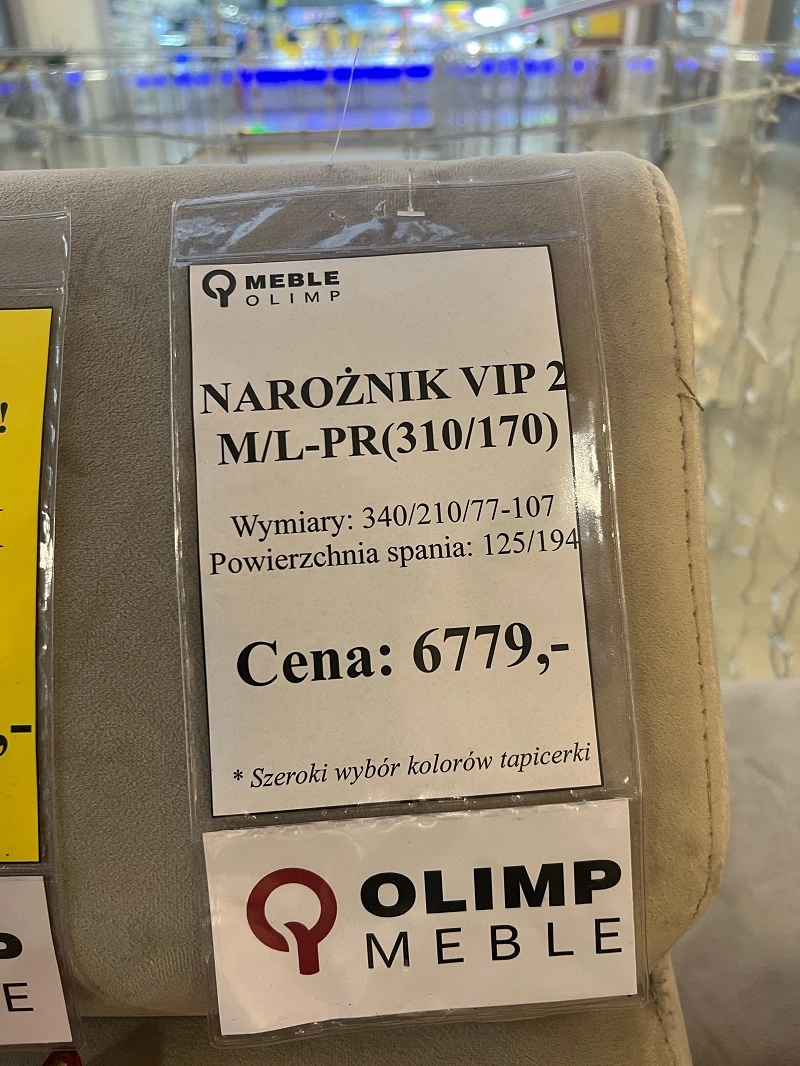 MEBLE
OLIMP
NAROŻNIK VIP 2
M/L-PR(310/170)
Wymiary: 340/210/77-107
Powierzchnia spania: 125/194
Cena: 6779,-
* Szeroki wybór kolorów tapicerki
OLIMP
MEBLE
!
,-
P
E